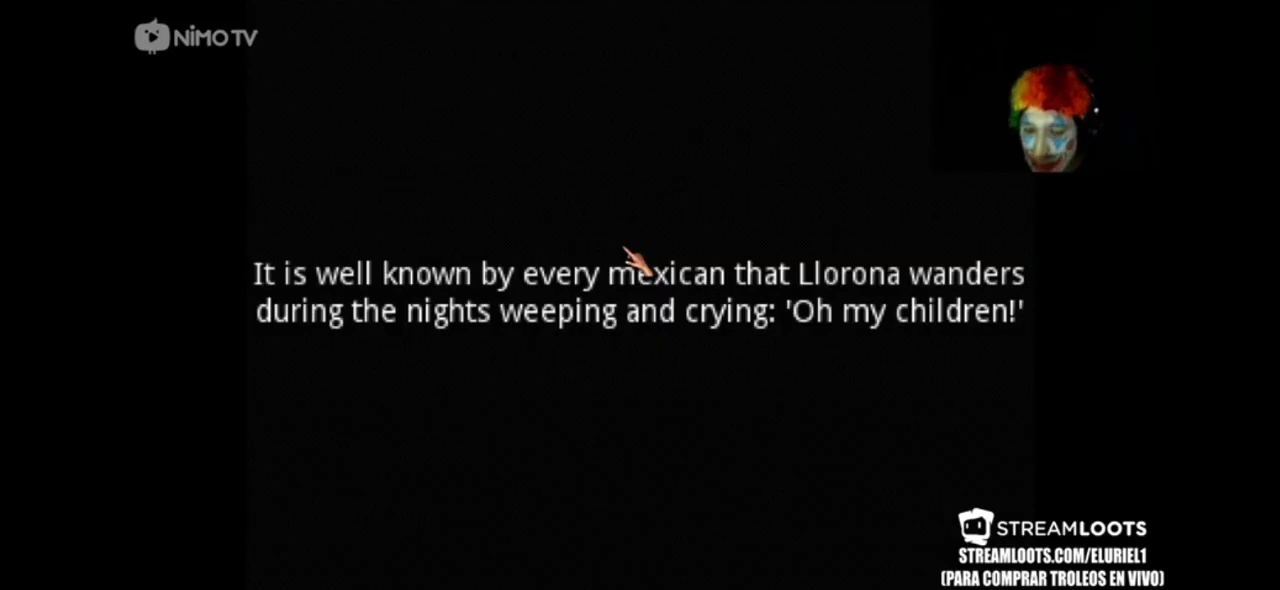 NIMO TV
It is well known by every mexican that Llorona wanders
during the nights weeping and crying: 'Oh my children!'
STREAMLOOTS
STREAMLOOTS.COM/ELURIEL1
(PARA COMPRAR TROLEOS EN VIVO)